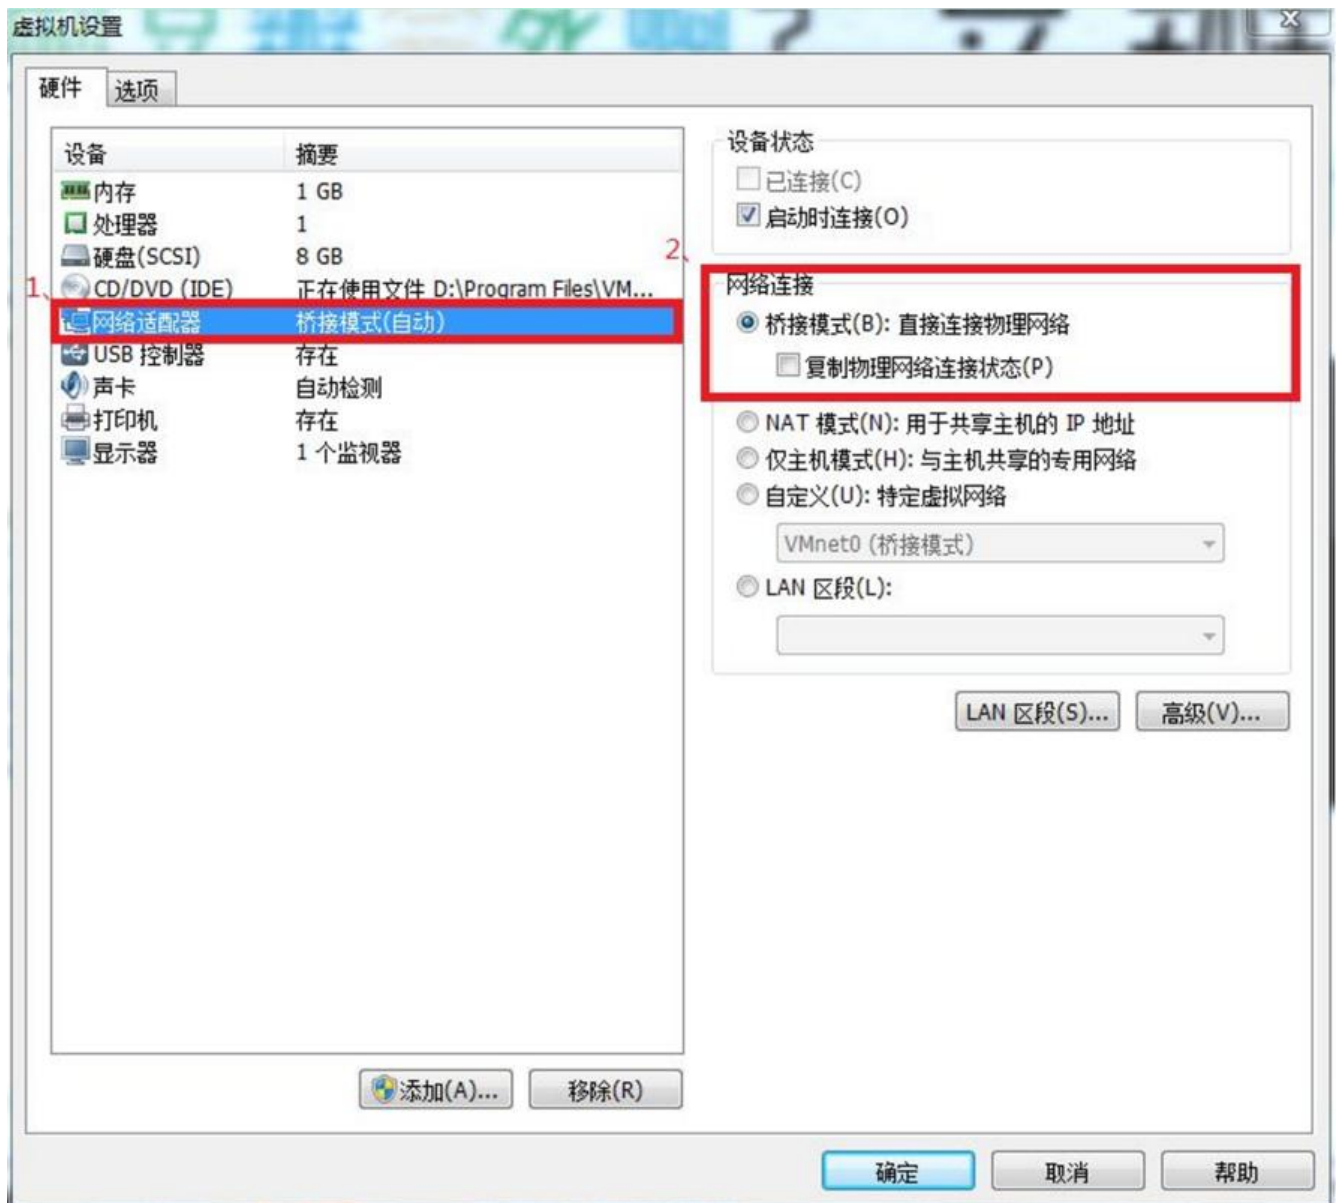 虚拟机设置
硬件 选项
设备 摘要
内存 1 GB
处理器 1
硬盘(SCSI) 8 GB
1、 CD/DVD (IDE) 正在使用文件 D:\Program Files\VM...
网络适配器 桥接模式(自动)
USB 控制器 存在
声卡 自动检测
打印机 存在
显示器 1 个监视器
添加(A)... 移除(R)
设备状态
已连接(C)
启动时连接(O)
2、
网络连接
桥接模式(B): 直接连接物理网络
复制物理网络连接状态(P)
NAT 模式(N): 用于共享主机的 IP 地址
仅主机模式(H): 与主机共享的专用网络
自定义(U): 特定虚拟网络
VMnet0 (桥接模式)
LAN 区段(L):
LAN 区段(S)... 高级(V)...
确定 取消 帮助